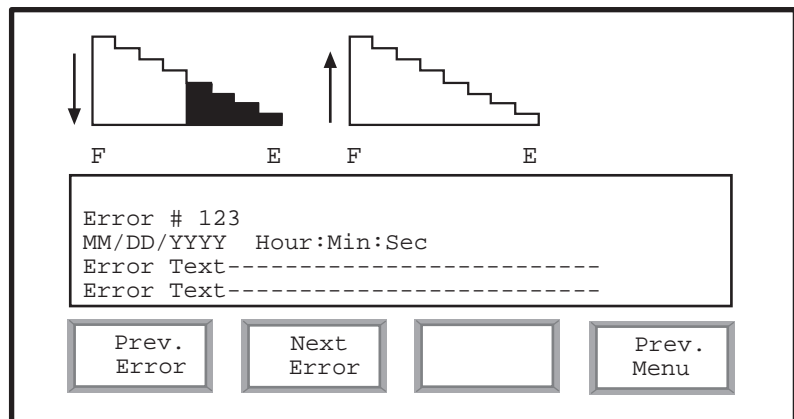 F E F E
Error # 123
MM/DD/YYYY Hour:Min:Sec
Error Text--------------------------
Error Text--------------------------
Prev. Error
Next Error
Prev. Menu